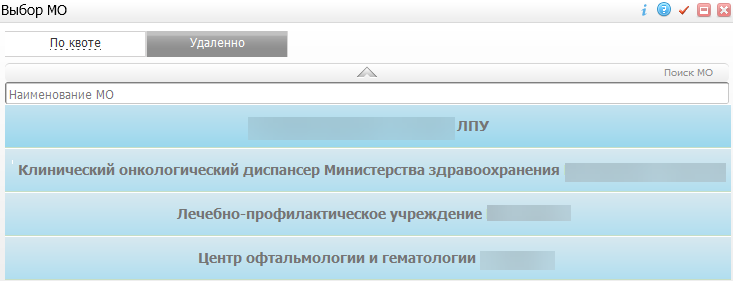 Выбор МО
По квоте
Удаленно
Поиск МО
Наименование МО
ЛПУ
Клинический онкологический диспансер Министерства здравоохранения
Лечебно-профилактическое учреждение
Центр офтальмологии и гематологии